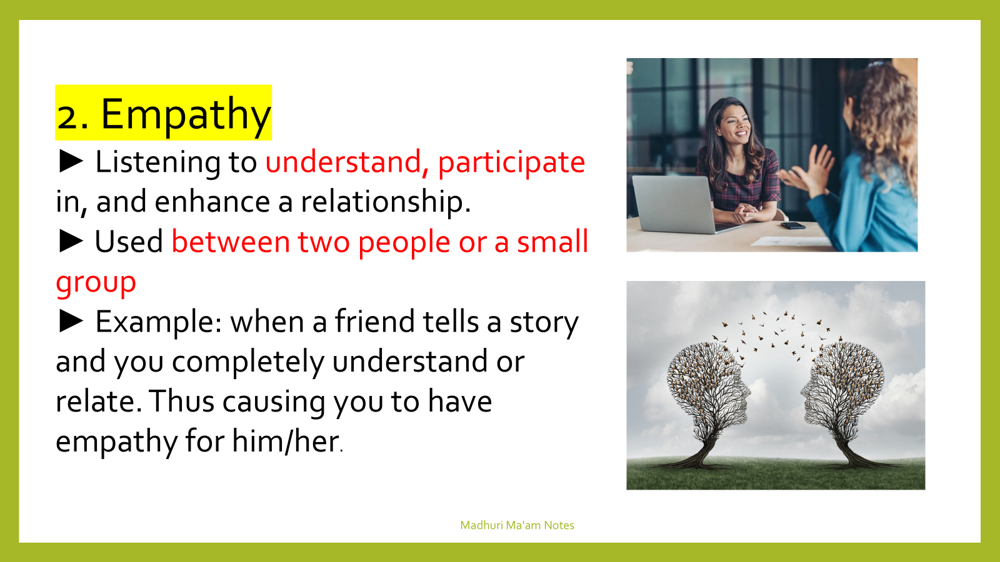 2. Empathy
► Listening to understand, participate
in, and enhance a relationship.
► Used between two people or a small
group
► Example: when a friend tells a story
and you completely understand or
relate. Thus causing you to have
empathy for him/her.
Madhuri Ma'am Notes